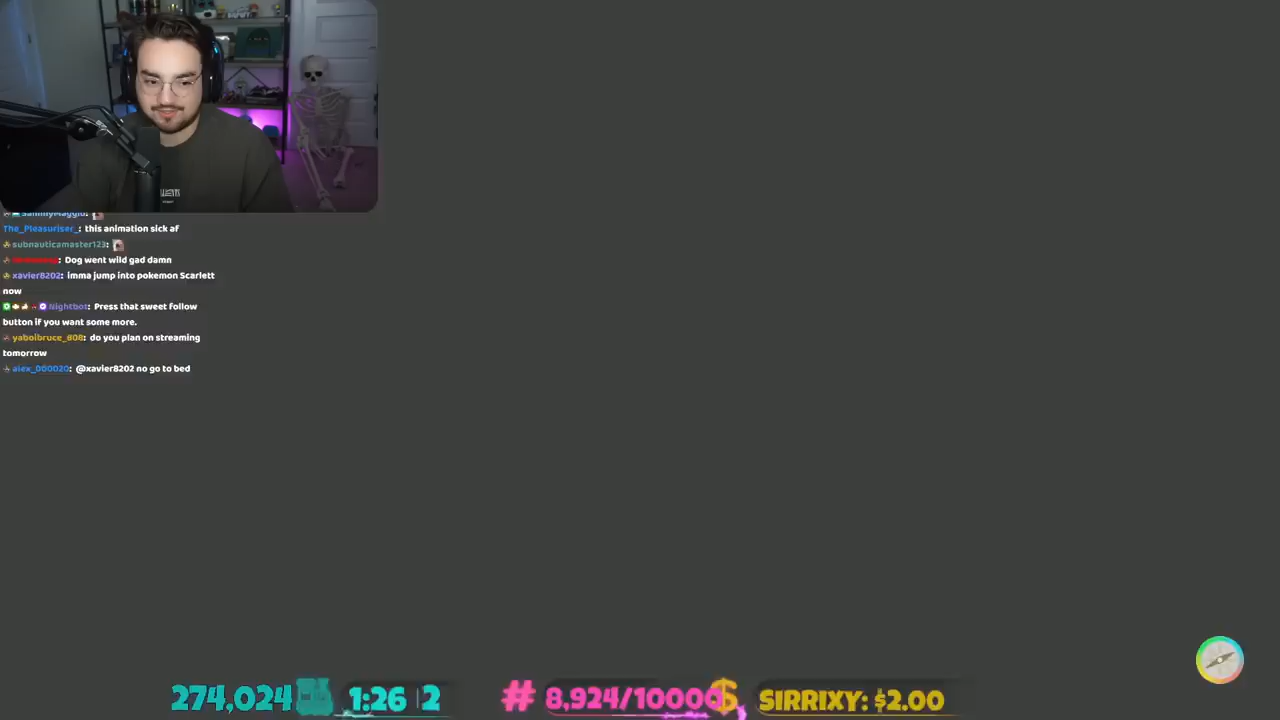 sammymaggio:
The_Pleasuriser_: this animation sick af
subnauticamaster123:
Dog went wild gad damn
xavier8202: imma jump into pokemon Scarlett
now
Nightbot: Press that sweet follow
button if you want some more.
yaboibruce_808: do you plan on streaming
tomorrow
alex_000020: @xavier8202 no go to bed
274,024 1:26 | 2 # 8,924/10000 $ SIRRIXY: $2.00